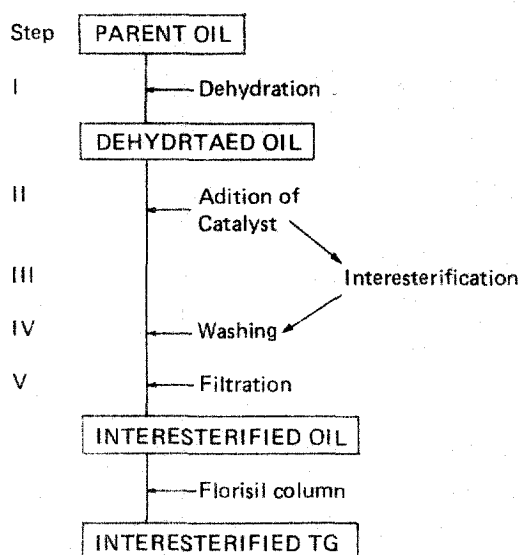 Step
PARENT OIL
I
Dehydration
DEHYDRTAED OIL
II
Adition of
Catalyst
III
Interesterification
IV
Washing
V
Filtration
INTERESTERIFIED OIL
Florisil column
INTERESTERIFIED TG